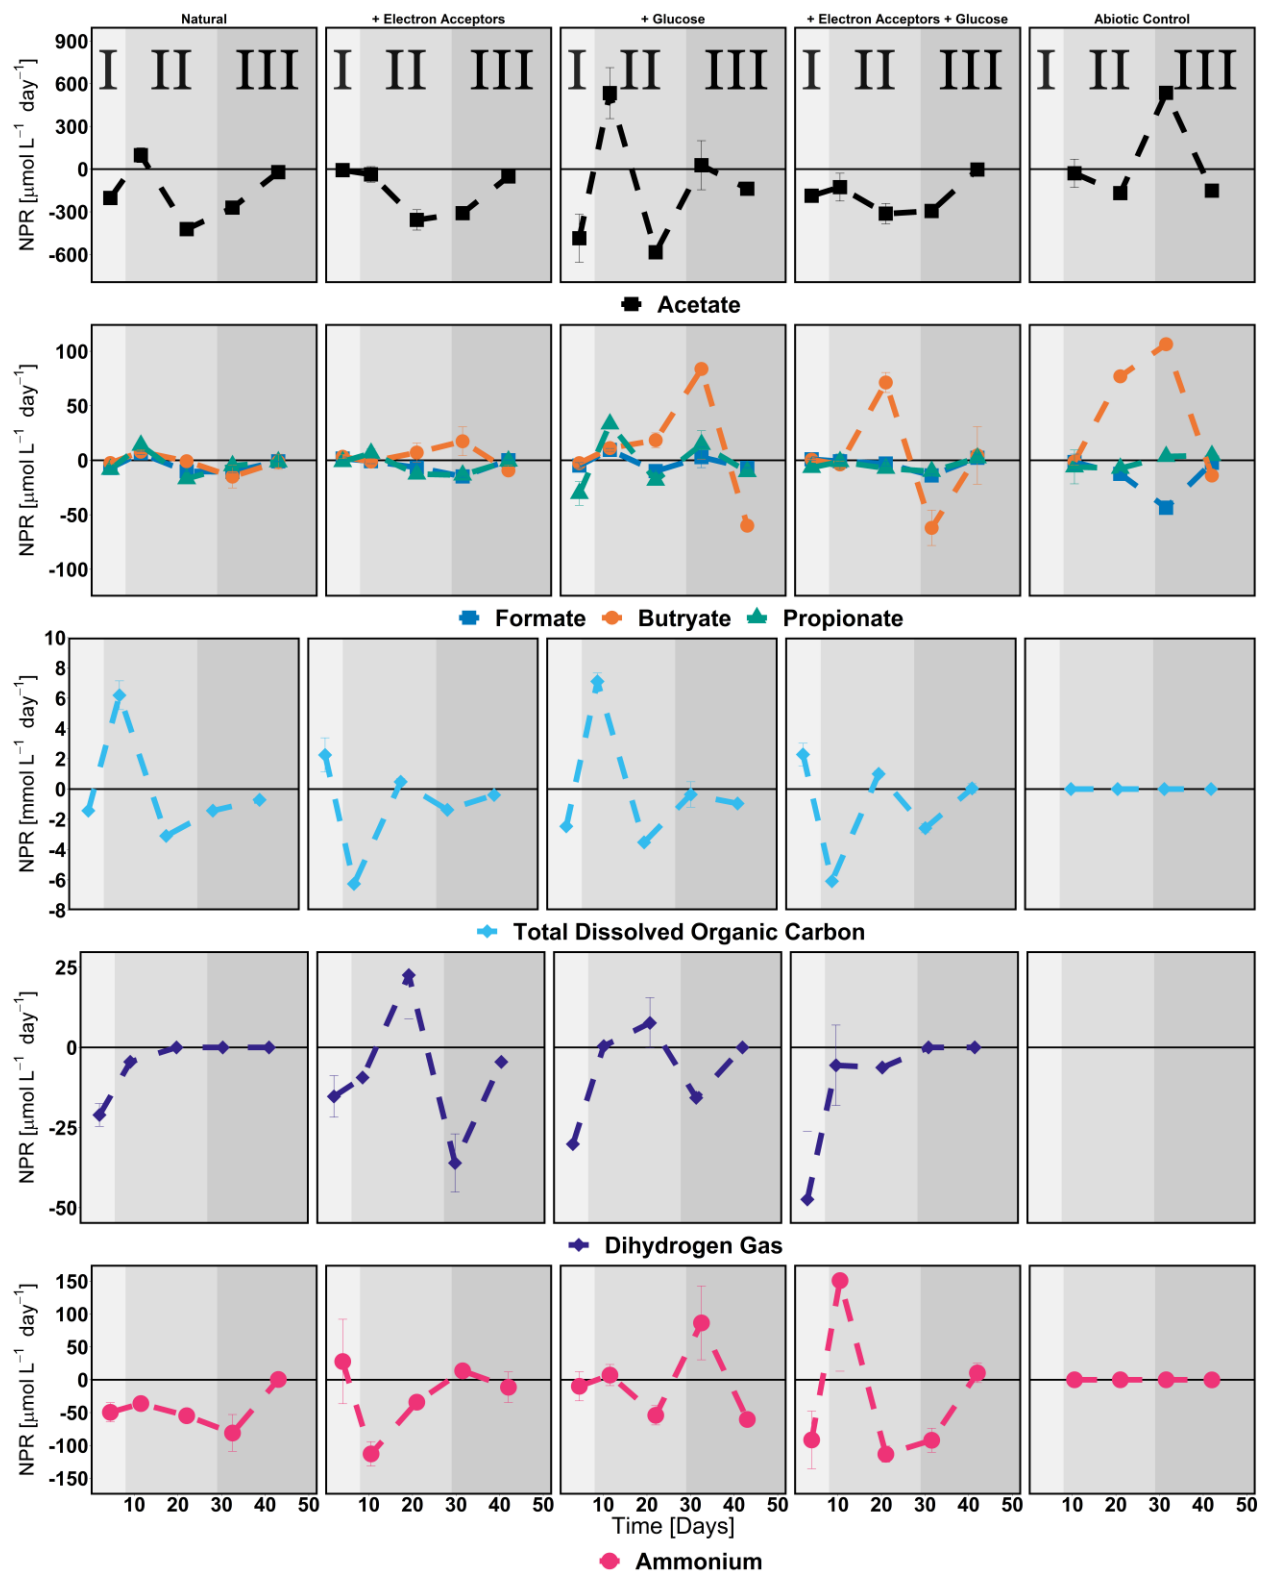 Natural + Electron Acceptors + Glucose + Electron Acceptors + Glucose Abiotic Control
I II III I II III I II III I II III I II III
NPR [µmol L⁻¹ day⁻¹]
900
600
300
0
-300
-600
Acetate
NPR [µmol L⁻¹ day⁻¹]
100
50
0
-50
-100
Formate Butryate Propionate
NPR [mmol L⁻¹ day⁻¹]
10
8
6
4
2
0
-2
-4
-6
-8
Total Dissolved Organic Carbon
NPR [µmol L⁻¹ day⁻¹]
25
0
-25
-50
Dihydrogen Gas
NPR [µmol L⁻¹ day⁻¹]
150
100
50
0
-50
-100
-150
10 20 30 40 50 10 20 30 40 50 10 20 30 40 50 10 20 30 40 50 10 20 30 40 50
Time [Days]
Ammonium